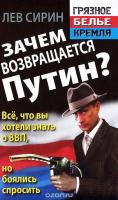 ЛЕВ СИРИН
ГРЯЗНОЕ
БЕЛЬЕ
КРЕМЛЯ
ЗАЧЕМ
ВОЗВРАЩАЕТСЯ
Путин?
Всё, что вы
хотели знать
о ВВП,
но боялись
спросить